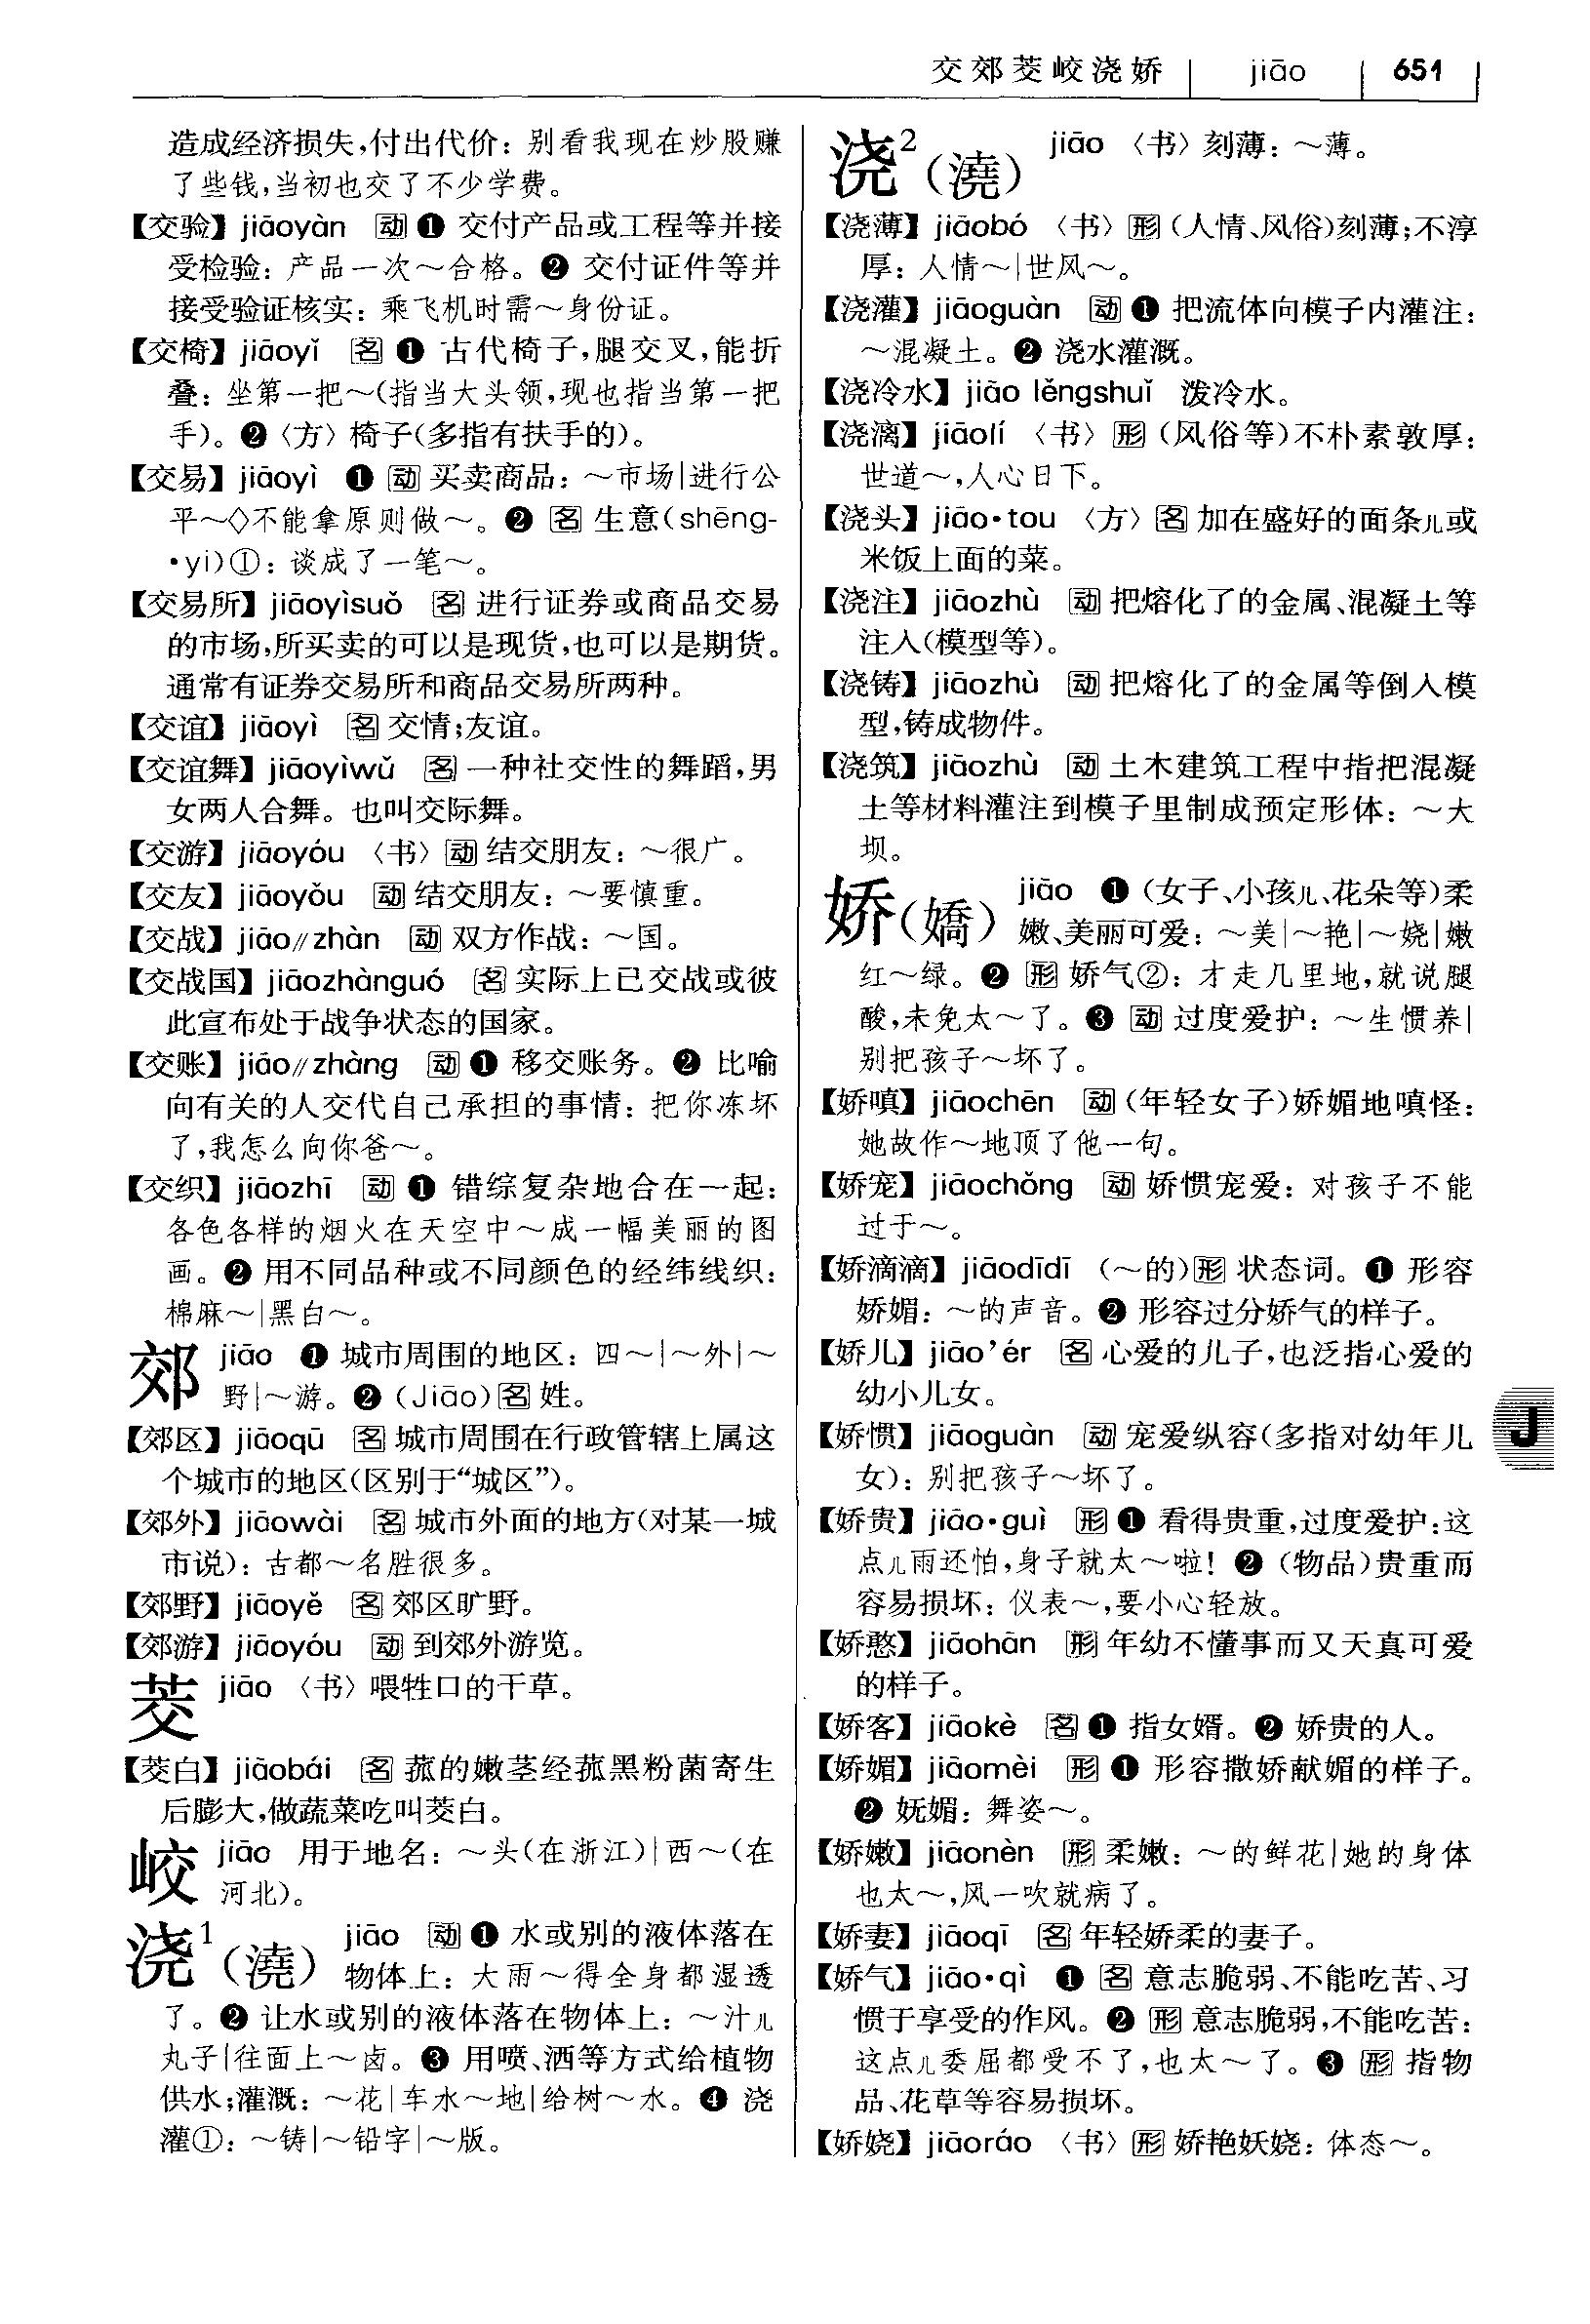 交郊茭峧浇娇 jiāo 651
造成经济损失,付出代价：别看我现在炒股赚
了些钱,当初也交了不少学费。
【交验】jiāoyàn 动❶ 交付产品或工程等并接
受检验：产品一次～合格。❷ 交付证件等并
接受验证核实：乘飞机时需～身份证。
【交椅】jiāoyǐ 名❶ 古代椅子,腿交叉,能折
叠：坐第一把～(指当大头领,现也指当第一把
手)。❷〈方〉椅子(多指有扶手的)。
【交易】jiāoyì ❶ 动 买卖商品：～市场|进行公
平～◇不能拿原则做～。❷ 名 生意(shēng-
·yi)①：谈成了一笔～。
【交易所】jiāoyìsuǒ 名 进行证券或商品交易
的市场,所买卖的可以是现货,也可以是期货。
通常有证券交易所和商品交易所两种。
【交谊】jiāoyì 名 交情;友谊。
【交谊舞】jiāoyìwǔ 名 一种社交性的舞蹈,男
女两人合舞。也叫交际舞。
【交游】jiāoyóu〈书〉动 结交朋友：～很广。
【交友】jiāoyǒu 动 结交朋友：～要慎重。
【交战】jiāo∥zhàn 动 双方作战：～国。
【交战国】jiāozhànguó 名 实际上已交战或彼
此宣布处于战争状态的国家。
【交账】jiāo∥zhàng 动❶ 移交账务。❷ 比喻
向有关的人交代自己承担的事情：把你冻坏
了,我怎么向你爸～。
【交织】jiāozhī 动❶ 错综复杂地合在一起：
各色各样的烟火在天空中～成一幅美丽的图
画。❷ 用不同品种或不同颜色的经纬线织：
棉麻～|黑白～。
郊 jiāo ❶ 城市周围的地区：四～|～外|～
野|～游。❷ (Jiāo)名 姓。
【郊区】jiāoqū 名 城市周围在行政管辖上属这
个城市的地区(区别于“城区”)。
【郊外】jiāowài 名 城市外面的地方(对某一城
市说)：古都～名胜很多。
【郊野】jiāoyě 名 郊区旷野。
【郊游】jiāoyóu 动 到郊外游览。
茭 jiāo〈书〉喂牲口的干草。
【茭白】jiāobái 名 菰的嫩茎经菰黑粉菌寄生
后膨大,做蔬菜吃叫茭白。
峧 jiāo 用于地名：～头(在浙江)|西～(在
河北)。
浇¹(澆) jiāo 动❶ 水或别的液体落在
物体上：大雨～得全身都湿透
了。❷ 让水或别的液体落在物体上：～汁儿
丸子|往面上～卤。❸ 用喷、洒等方式给植物
供水;灌溉：～花|车水～地|给树～水。❹ 浇
灌①：～铸|～铅字|～版。
浇²(澆) jiāo〈书〉刻薄：～薄。
【浇薄】jiāobó〈书〉形 (人情、风俗)刻薄;不淳
厚：人情～|世风～。
【浇灌】jiāoguàn 动❶ 把流体向模子内灌注：
～混凝土。❷ 浇水灌溉。
【浇冷水】jiāo lěngshuǐ 泼冷水。
【浇漓】jiāolí〈书〉形 (风俗等)不朴素敦厚：
世道～,人心日下。
【浇头】jiāo·tou〈方〉名 加在盛好的面条儿或
米饭上面的菜。
【浇注】jiāozhù 动 把熔化了的金属、混凝土等
注入(模型等)。
【浇铸】jiāozhù 动 把熔化了的金属等倒入模
型,铸成物件。
【浇筑】jiāozhù 动 土木建筑工程中指把混凝
土等材料灌注到模子里制成预定形体：～大
坝。
娇(嬌) jiāo ❶ (女子、小孩儿、花朵等)柔
嫩、美丽可爱：～美|～艳|～娆|嫩
红～绿。❷ 形 娇气②：才走几里地,就说腿
酸,未免太～了。❸ 动 过度爱护：～生惯养|
别把孩子～坏了。
【娇嗔】jiāochēn 动 (年轻女子)娇媚地嗔怪：
她故作～地顶了他一句。
【娇宠】jiāochǒng 动 娇惯宠爱：对孩子不能
过于～。
【娇滴滴】jiāodīdī (～的)形 状态词。❶ 形容
娇媚：～的声音。❷ 形容过分娇气的样子。
【娇儿】jiāo’ér 名 心爱的儿子,也泛指心爱的
幼小儿女。
【娇惯】jiāoguàn 动 宠爱纵容(多指对幼年儿
女)：别把孩子～坏了。
J
【娇贵】jiāo·guì 形❶ 看得贵重,过度爱护：这
点儿雨还怕,身子就太～啦！❷ (物品)贵重而
容易损坏：仪表～,要小心轻放。
【娇憨】jiāohān 形 年幼不懂事而又天真可爱
的样子。
【娇客】jiāokè 名❶ 指女婿。❷ 娇贵的人。
【娇媚】jiāomèi 形❶ 形容撒娇献媚的样子。
❷ 妩媚：舞姿～。
【娇嫩】jiāonèn 形 柔嫩：～的鲜花|她的身体
也太～,风一吹就病了。
【娇妻】jiāoqī 名 年轻娇柔的妻子。
【娇气】jiāo·qì ❶ 名 意志脆弱、不能吃苦、习
惯于享受的作风。❷ 形 意志脆弱,不能吃苦：
这点儿委屈都受不了,也太～了。❸ 形 指物
品、花草等容易损坏。
【娇娆】jiāoráo〈书〉形 娇艳妖娆：体态～。